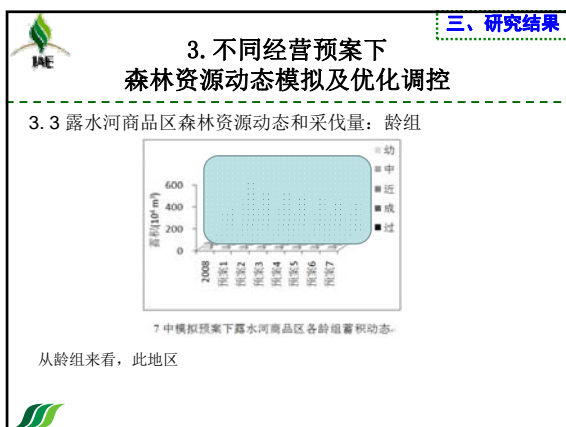 三、研究结果
IAE
3.不同经营预案下
森林资源动态模拟及优化调控
3.3 露水河商品区森林资源动态和采伐量：龄组
幼
中
近
成
过
蓄积(10⁴ m³)
600
400
200
0
2008
预案1
预案2
预案3
预案4
预案5
预案6
预案7
7 中模拟预案下露水河商品区各龄组蓄积动态
从龄组来看，此地区